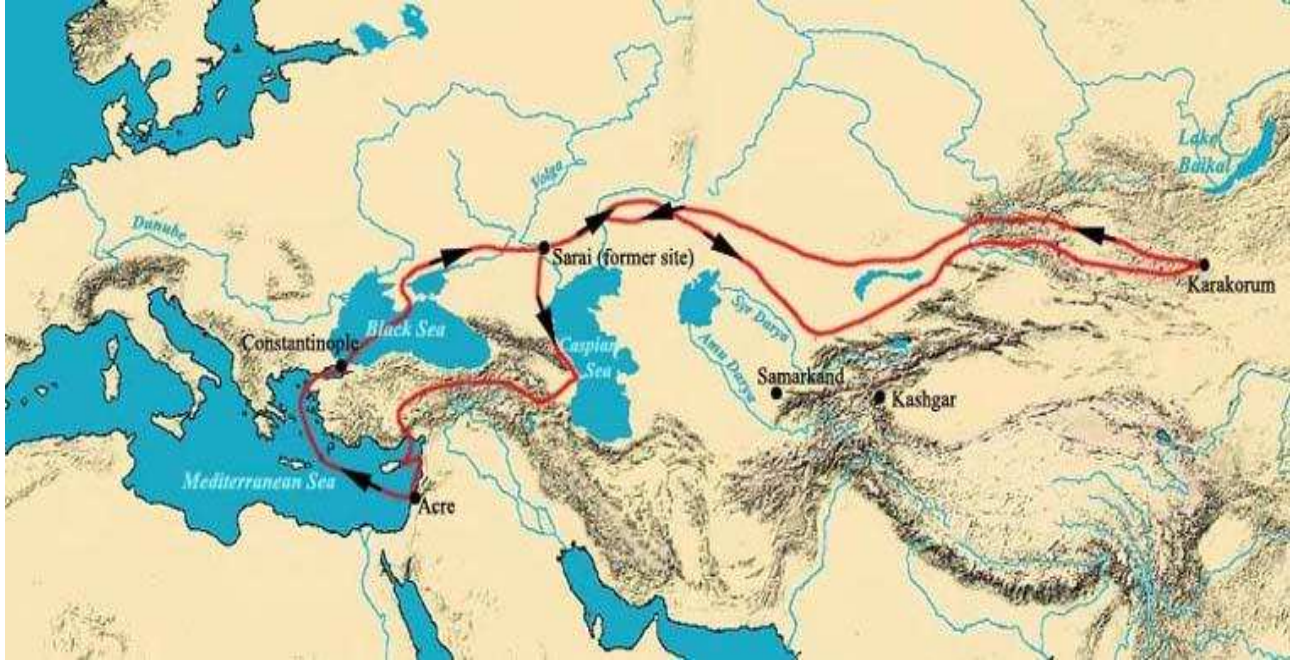 Lake
Baikal
Volga
Danube
Sarai (former site)
Karakorum
Black Sea
Syr Darya
Constantinople
Caspian
Sea
Amu Darya
Samarkand
Kashgar
Mediterranean Sea
Acre